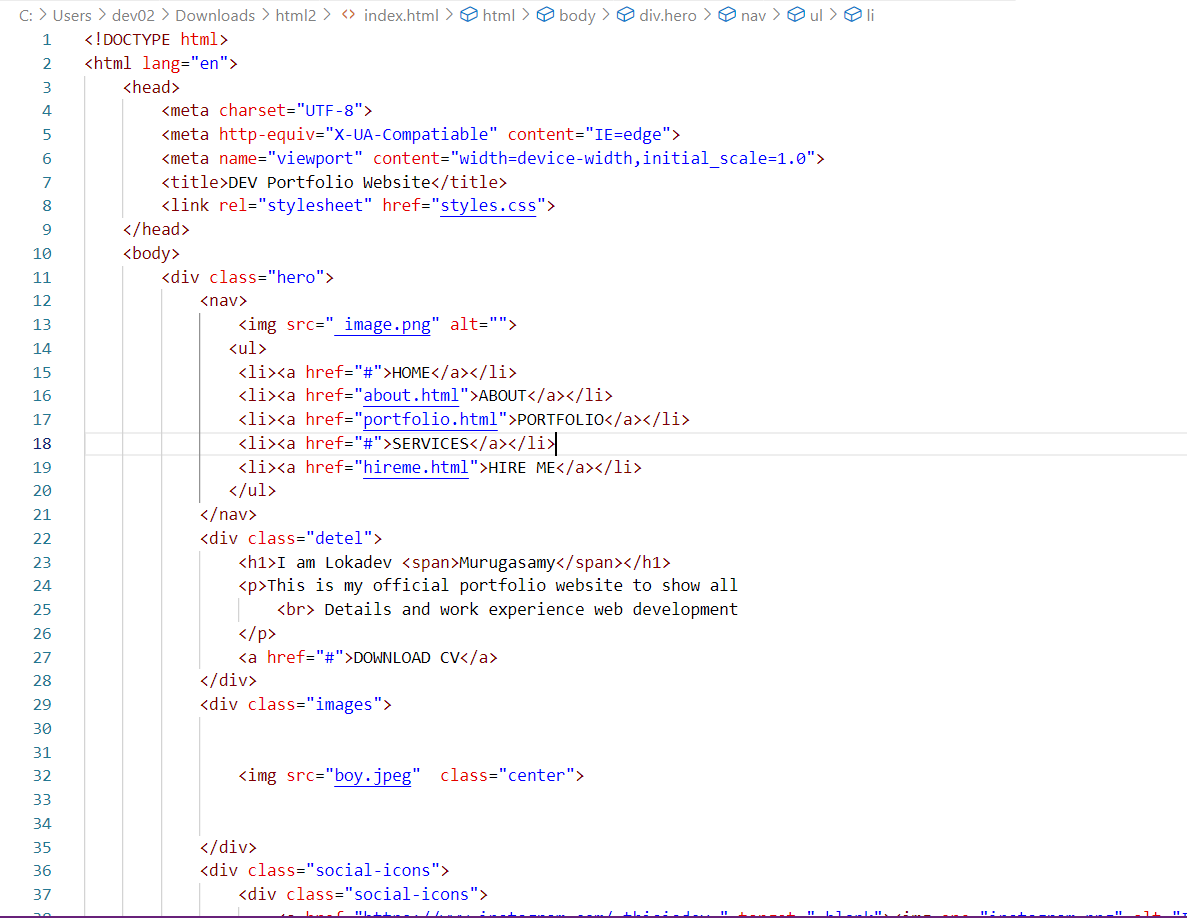 C: > Users > dev02 > Downloads > html2 > <> index.html > html > body > div.hero > nav > ul > li
1 <!DOCTYPE html>
2 <html lang="en">
3 <head>
4 <meta charset="UTF-8">
5 <meta http-equiv="X-UA-Compatiable" content="IE=edge">
6 <meta name="viewport" content="width=device-width,initial_scale=1.0">
7 <title>DEV Portfolio Website</title>
8 <link rel="stylesheet" href="styles.css">
9 </head>
10 <body>
11 <div class="hero">
12 <nav>
13 <img src=" image.png" alt="">
14 <ul>
15 <li><a href="#">HOME</a></li>
16 <li><a href="about.html">ABOUT</a></li>
17 <li><a href="portfolio.html">PORTFOLIO</a></li>
18 <li><a href="#">SERVICES</a></li>
19 <li><a href="hireme.html">HIRE ME</a></li>
20 </ul>
21 </nav>
22 <div class="detel">
23 <h1>I am Lokadev <span>Murugasamy</span></h1>
24 <p>This is my official portfolio website to show all
25 <br> Details and work experience web development
26 </p>
27 <a href="#">DOWNLOAD CV</a>
28 </div>
29 <div class="images">
30
31
32 <img src="boy.jpeg"  class="center">
33
34
35 </div>
36 <div class="social-icons">
37 <div class="social-icons">